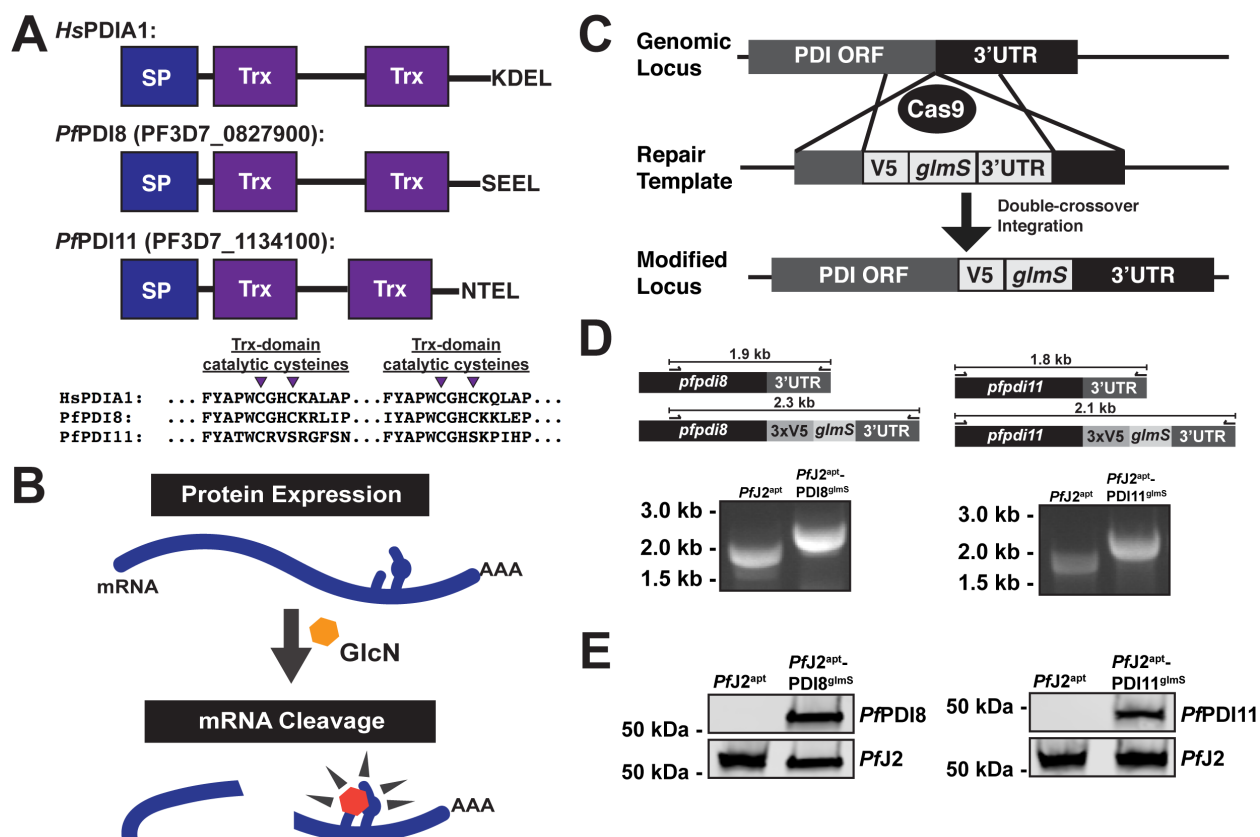 A
HsPDIA1:
SP
Trx
Trx
KDEL
PfPDI8 (PF3D7_0827900):
SP
Trx
Trx
SEEL
PfPDI11 (PF3D7_1134100):
SP
Trx
Trx
NTEL
Trx-domain
catalytic cysteines
Trx-domain
catalytic cysteines
HsPDIA1: ...FYAPWCGHCKALAP...FYAPWCGHCKQLAP...
PfPDI8: ...FYAPWCGHCKRLIP...IYAPWCGHCKKLEP...
PfPDI11: ...FYATWCRVSRGFSN...FYAPWCGHSKPIHP...
B
Protein Expression
mRNA
AAA
GlcN
mRNA Cleavage
AAA
C
Genomic
Locus
PDI ORF
3'UTR
Cas9
Repair
Template
V5
glmS
3'UTR
Double-crossover
Integration
Modified
Locus
PDI ORF
V5
glmS
3'UTR
D
1.9 kb
pfpdi8
3'UTR
2.3 kb
pfpdi8
3xV5
glmS
3'UTR
1.8 kb
pfpdi11
3'UTR
2.1 kb
pfpdi11
3xV5
glmS
3'UTR
PfJ2apt
PfJ2apt-
PDI8glmS
3.0 kb -
2.0 kb -
1.5 kb -
PfJ2apt
PfJ2apt-
PDI11glmS
3.0 kb -
2.0 kb -
1.5 kb -
E
PfJ2apt
PfJ2apt-
PDI8glmS
50 kDa -
PfPDI8
50 kDa -
PfJ2
PfJ2apt
PfJ2apt-
PDI11glmS
50 kDa -
PfPDI11
50 kDa -
PfJ2